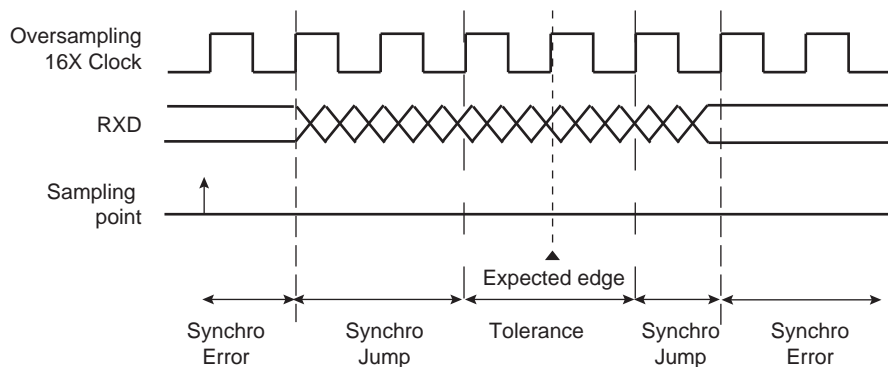 Oversampling
16X Clock
RXD
Sampling
point
Expected edge
Synchro
Error
Synchro
Jump
Tolerance
Synchro
Jump
Synchro
Error